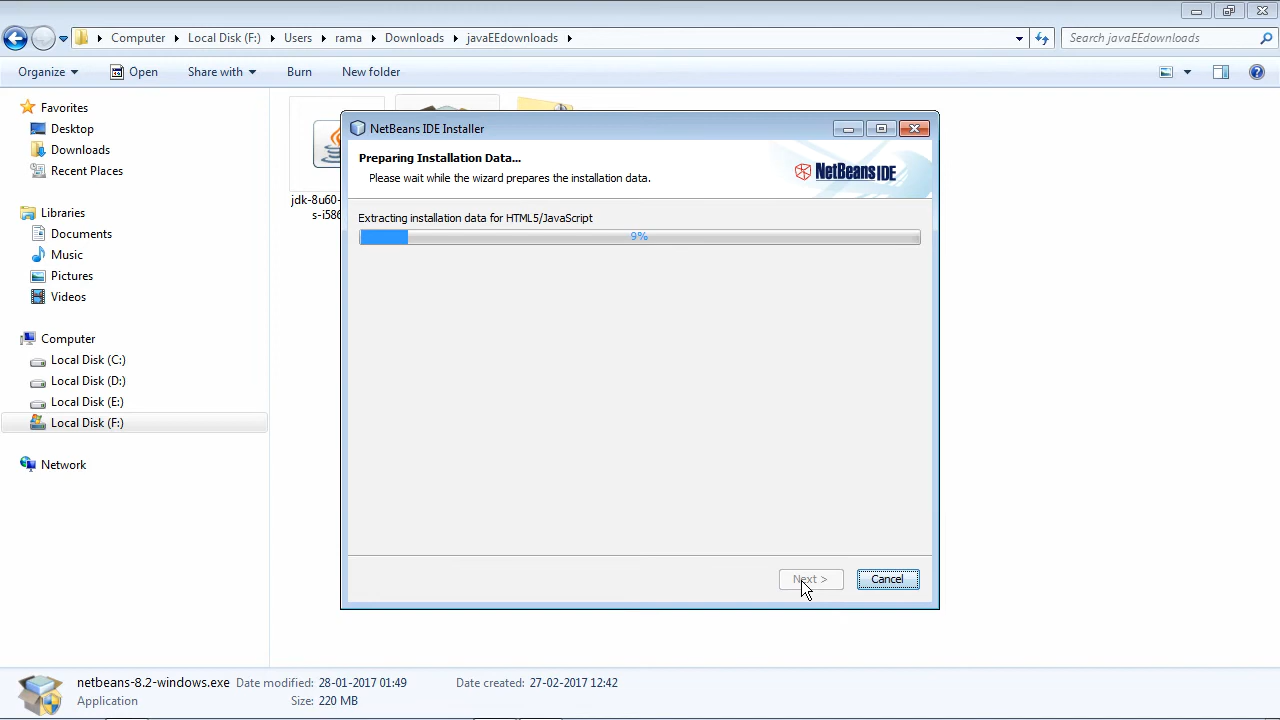 Computer Local Disk (F:) Users rama Downloads javaEEdownloads
Search javaEEdownloads
Organize Open Share with Burn New folder
Favorites
Desktop
Downloads
Recent Places
Libraries
Documents
Music
Pictures
Videos
Computer
Local Disk (C:)
Local Disk (D:)
Local Disk (E:)
Local Disk (F:)
Network
jdk-8u60-
s-i586
NetBeans IDE Installer
Preparing Installation Data...
Please wait while the wizard prepares the installation data.
NetBeans IDE
Extracting installation data for HTML5/JavaScript
9%
Next >
Cancel
netbeans-8.2-windows.exe Date modified: 28-01-2017 01:49 Date created: 27-02-2017 12:42
Application Size: 220 MB